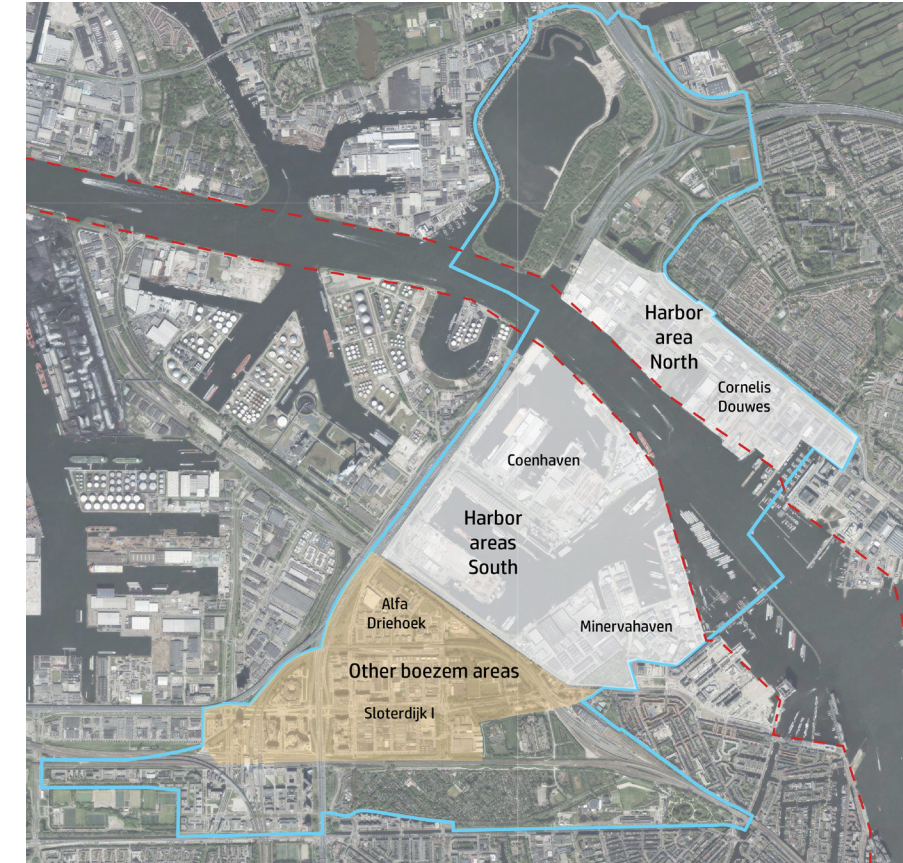 Harbor
area
North
Cornelis
Douwes
Coenhaven
Harbor
areas
South
Minervahaven
Alfa
Driehoek
Other boezem areas
Sloterdijk I